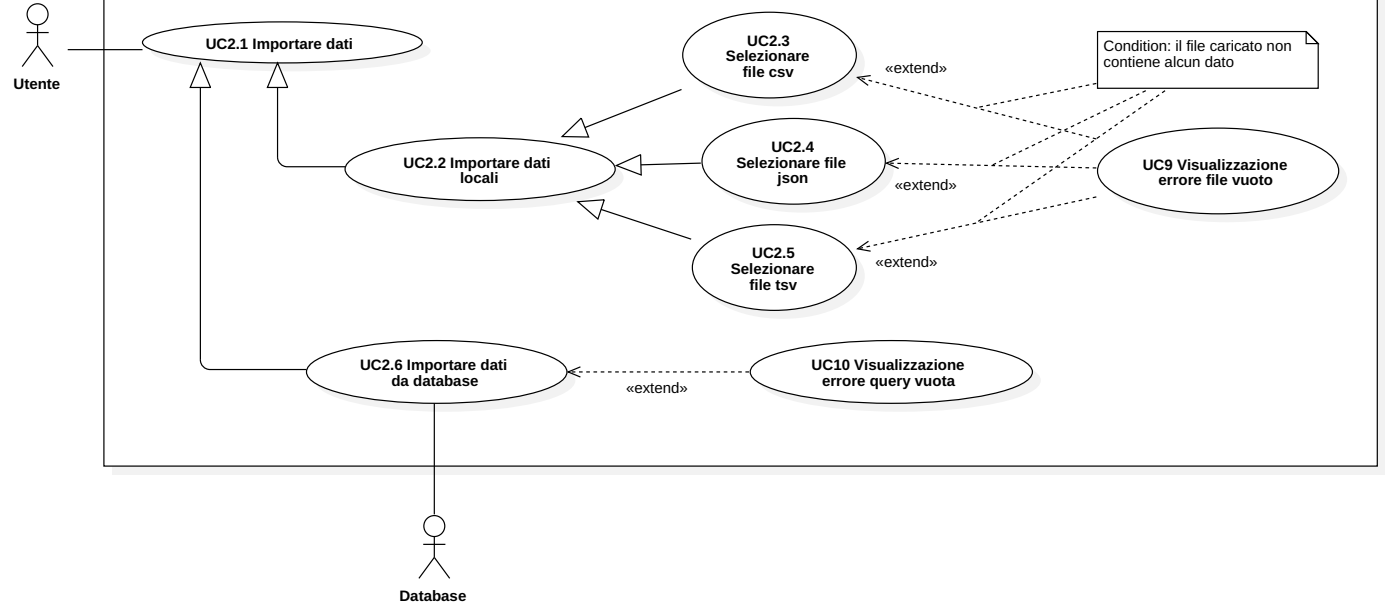 Utente
UC2.1 Importare dati
UC2.3
Selezionare
file csv
«extend»
Condition: il file caricato non
contiene alcun dato
UC2.2 Importare dati
locali
UC2.4
Selezionare file
json
«extend»
UC9 Visualizzazione
errore file vuoto
UC2.5
Selezionare
file tsv
«extend»
UC2.6 Importare dati
da database
«extend»
UC10 Visualizzazione
errore query vuota
Database